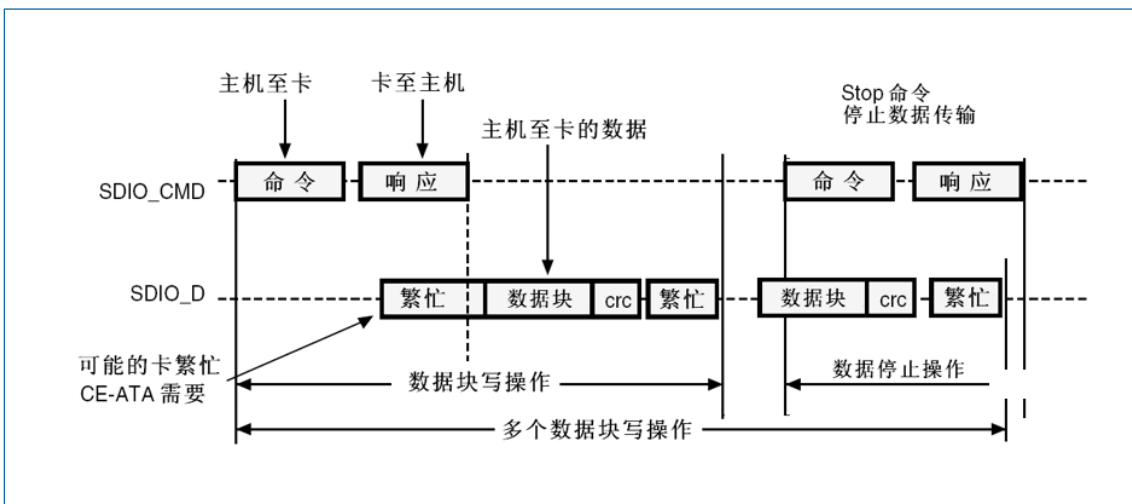 主机至卡
卡至主机
Stop 命令
停止数据传输
主机至卡的数据
SDIO_CMD
命令
响应
命令
响应
SDIO_D
繁忙
数据块
crc
繁忙
数据块
crc
繁忙
可能的卡繁忙
CE-ATA 需要
数据块写操作
数据停止操作
多个数据块写操作